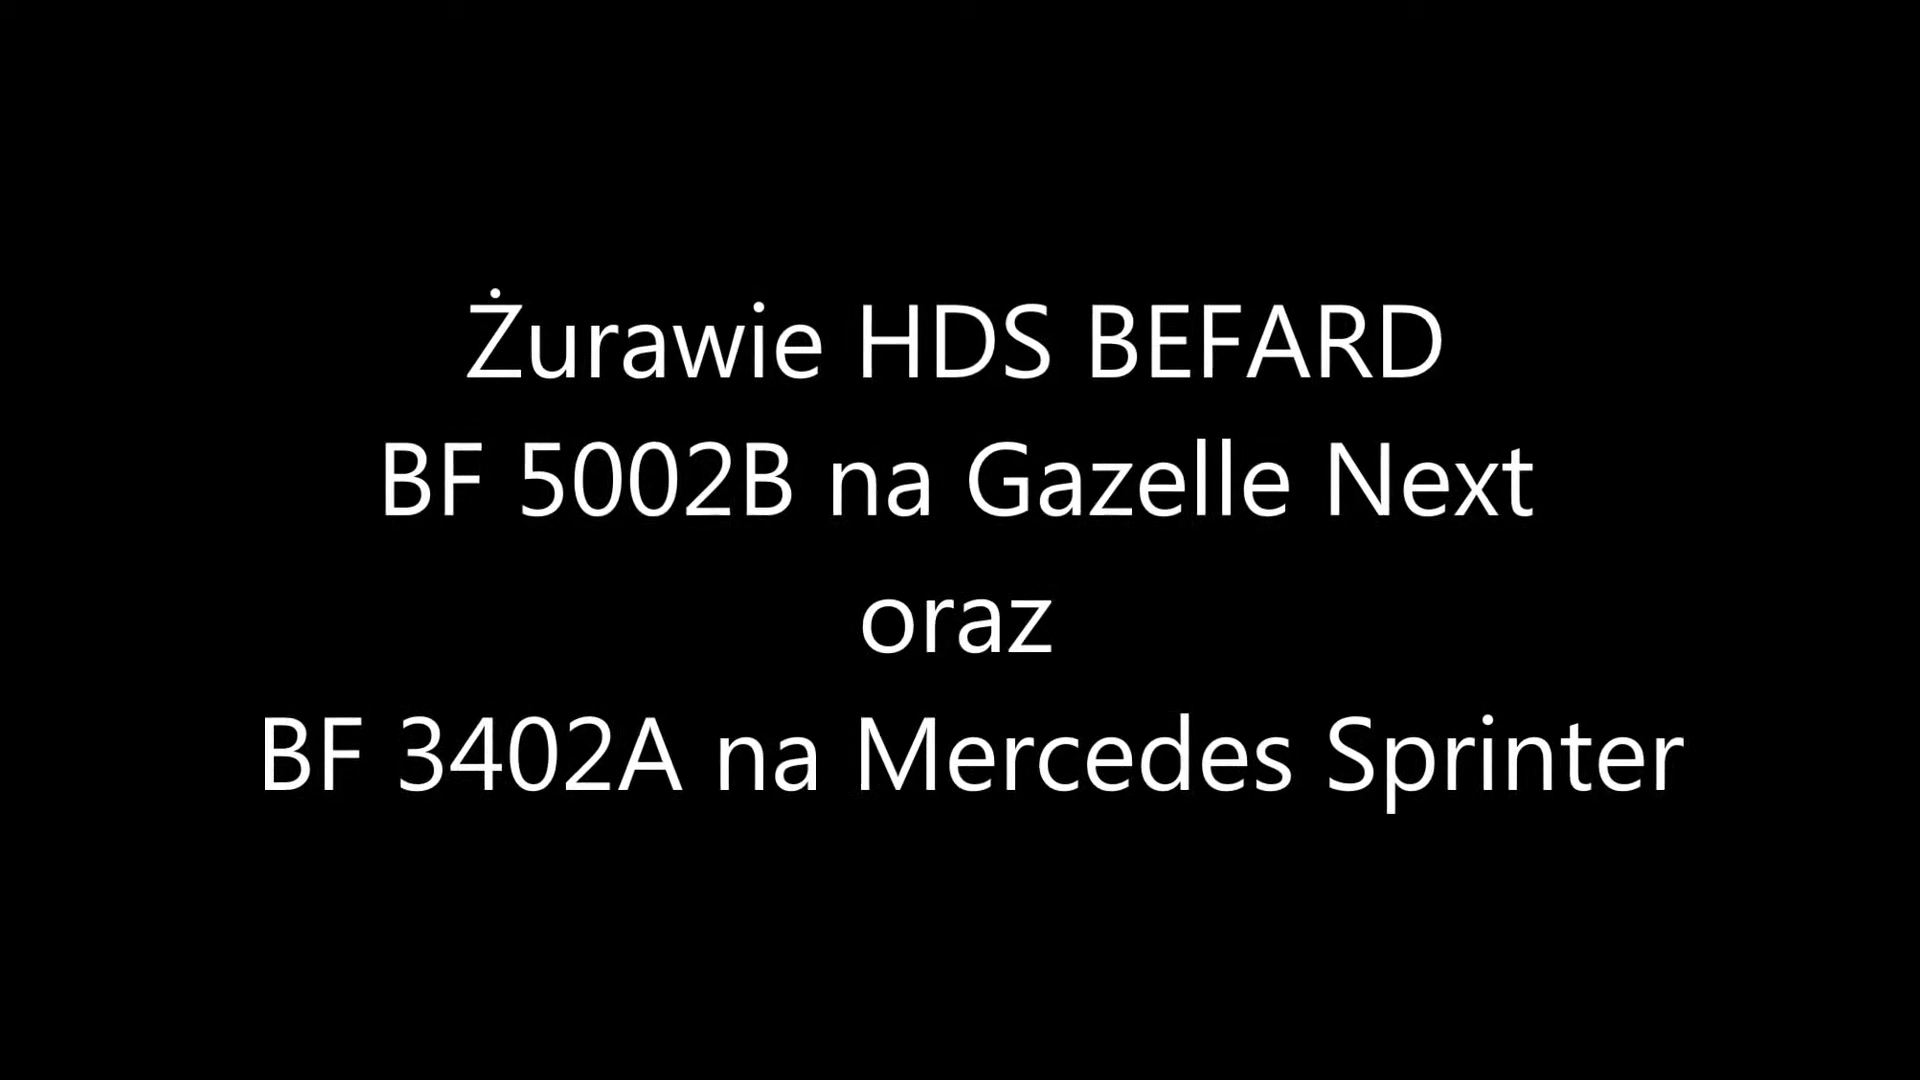 Żurawie HDS BEFARD
BF 5002B na Gazelle Next
oraz
BF 3402A na Mercedes Sprinter